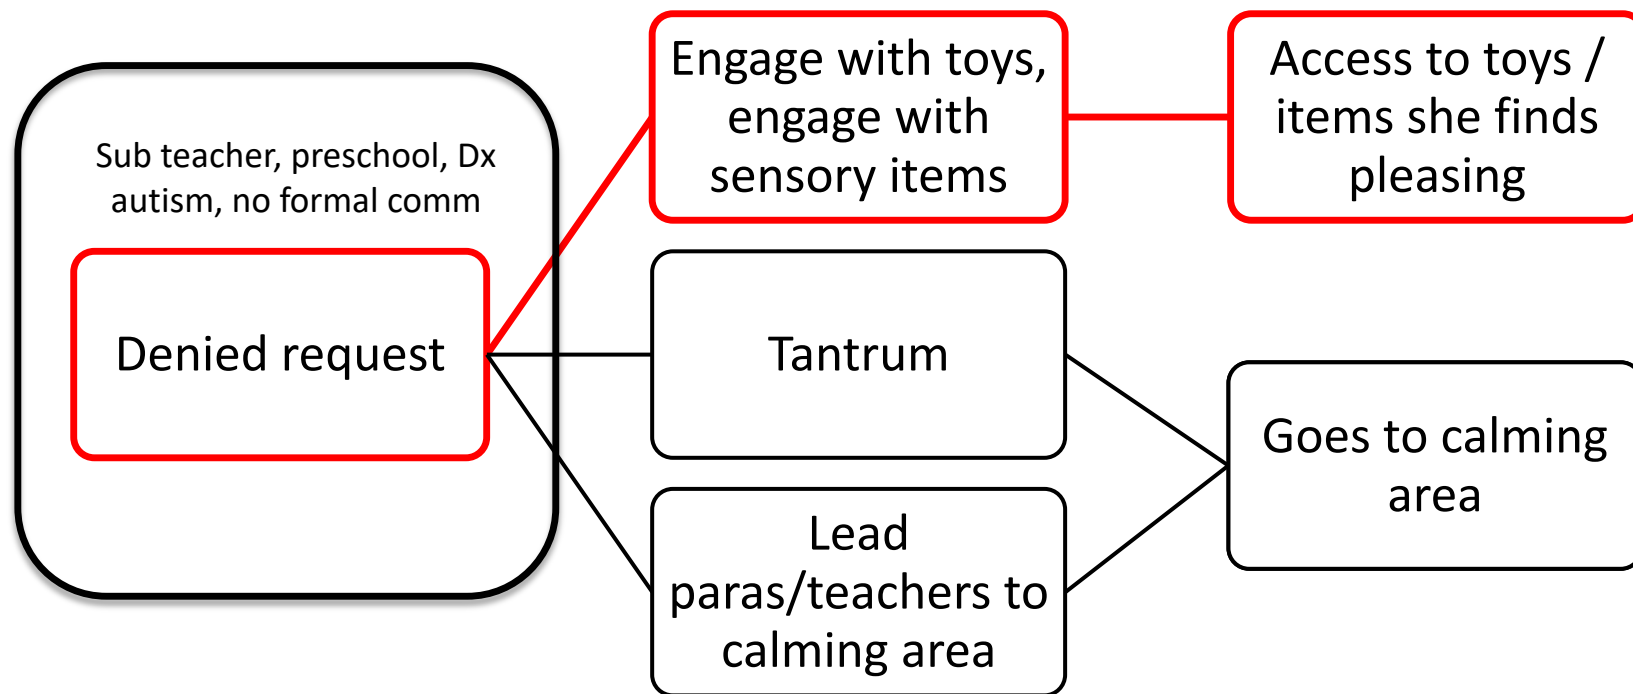 Sub teacher, preschool, Dx
autism, no formal comm
Denied request
Engage with toys,
engage with
sensory items
Access to toys /
items she finds
pleasing
Tantrum
Goes to calming
area
Lead
paras/teachers to
calming area